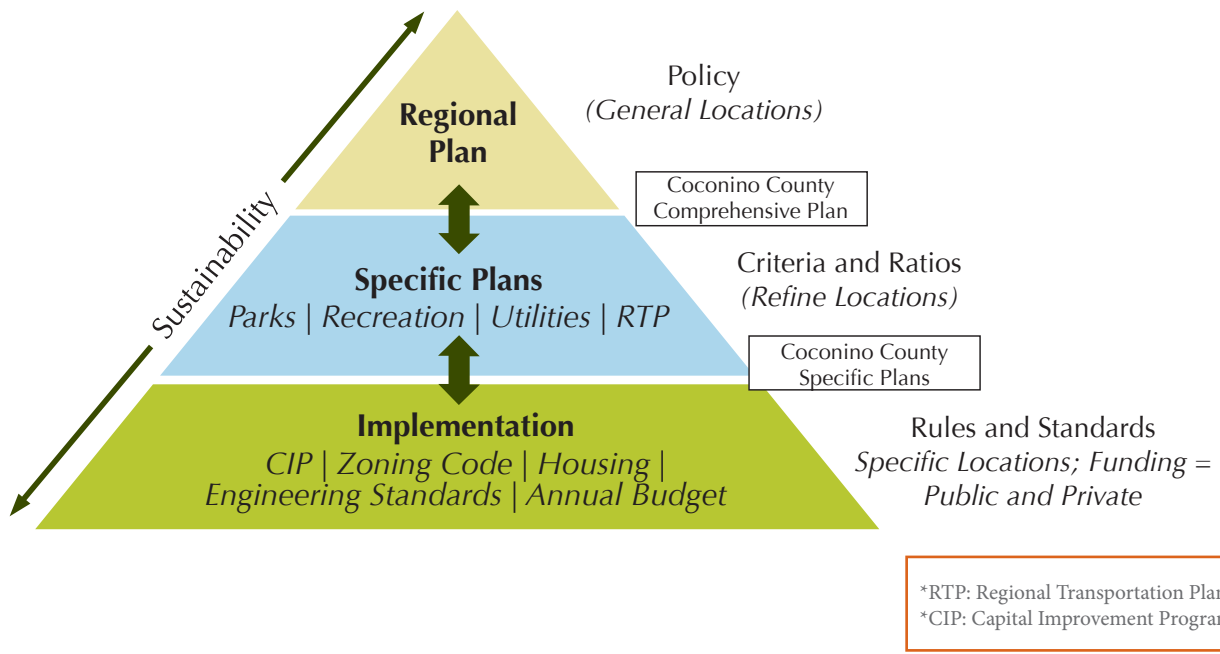 Sustainability
Regional
Plan
Policy
(General Locations)
Coconino County
Comprehensive Plan
Specific Plans
Parks | Recreation | Utilities | RTP
Criteria and Ratios
(Refine Locations)
Coconino County
Specific Plans
Implementation
CIP | Zoning Code | Housing |
Engineering Standards | Annual Budget
Rules and Standards
Specific Locations; Funding =
Public and Private
*RTP: Regional Transportation Plan
*CIP: Capital Improvement Program